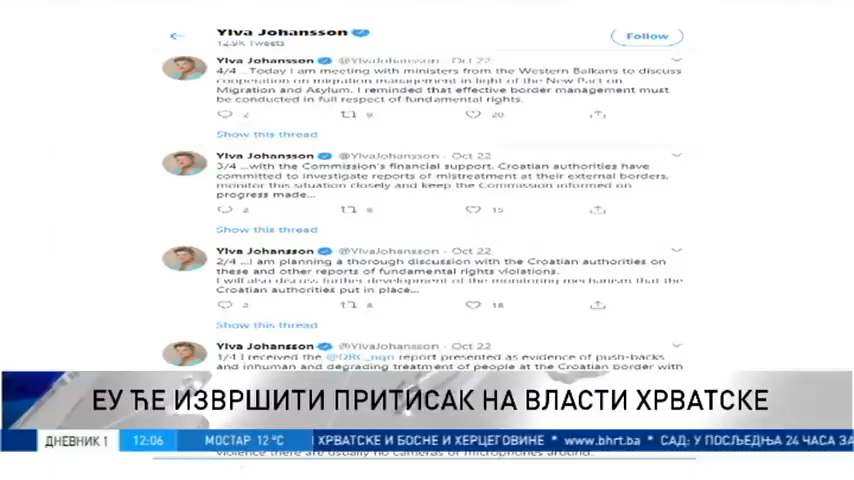 Ylva Johansson
12.9K Tweets
Follow
Ylva Johansson @YlvaJohansson · Oct 22
4/4 ...Today I am meeting with ministers from the Western Balkans to discuss
cooperation on migration management in light of the New Pact on
Migration and Asylum. I reminded that effective border management must
be conducted in full respect of fundamental rights.
2 9 20
Show this thread
Ylva Johansson @YlvaJohansson · Oct 22
3/4 ...with the Commission's financial support. Croatian authorities have
committed to investigate reports of mistreatment at their external borders,
monitor this situation closely and keep the Commission informed on
progress made...
2 8 15
Show this thread
Ylva Johansson @YlvaJohansson · Oct 22
2/4 ...I am planning a thorough discussion with the Croatian authorities on
these and other reports of fundamental rights violations.
I will also discuss further development of the monitoring mechanism that the
Croatian authorities put in place...
2 8 18
Show this thread
Ylva Johansson @YlvaJohansson · Oct 22
1/4 I received the @DRC_ngo report presented as evidence of push-backs
and inhuman and degrading treatment of people at the Croatian border with
ЕУ ЋЕ ИЗВРШИТИ ПРИТИСАК НА ВЛАСТИ ХРВАТСКЕ
ДНЕВНИК 1 12:06 МОСТАР 12 °C ХРВАТСКЕ И БОСНЕ И ХЕРЦЕГОВИНЕ * www.bhrt.ba * САД: У ПОСЉЕДЊА 24 ЧАСА ЗА
violence there are usually no cameras or microphones around.